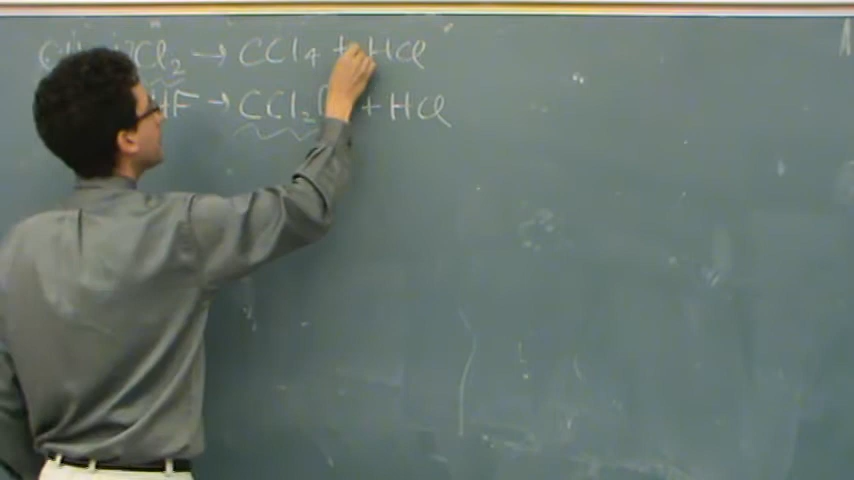 Cl₂ → CCl₄ + HCl
HF → CCl₂ + HCl
A